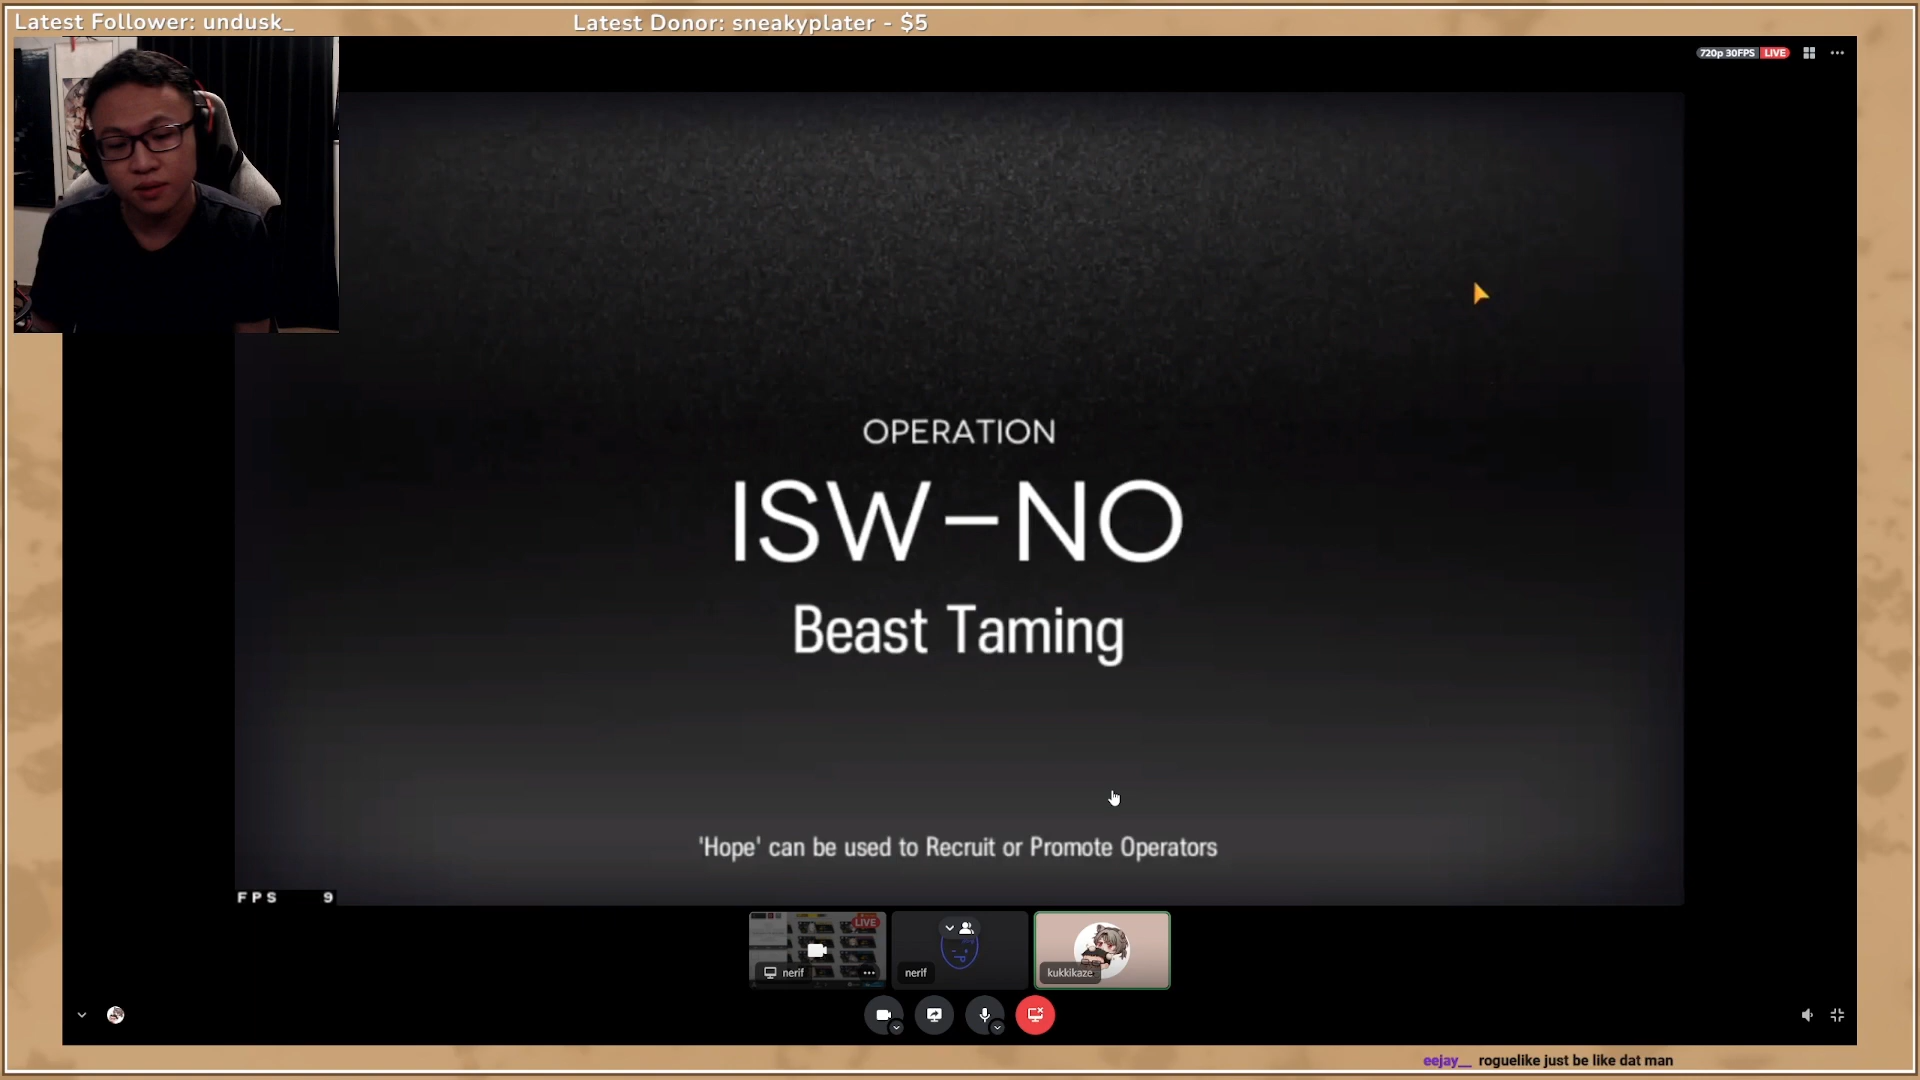 Latest Follower: undusk_
Latest Donor: sneakyplater - $5
720p 30FPS LIVE
OPERATION
ISW-NO
Beast Taming
'Hope' can be used to Recruit or Promote Operators
FPS 9
LIVE
nerif
nerif
kukkikaze
eejay__ roguelike just be like dat man